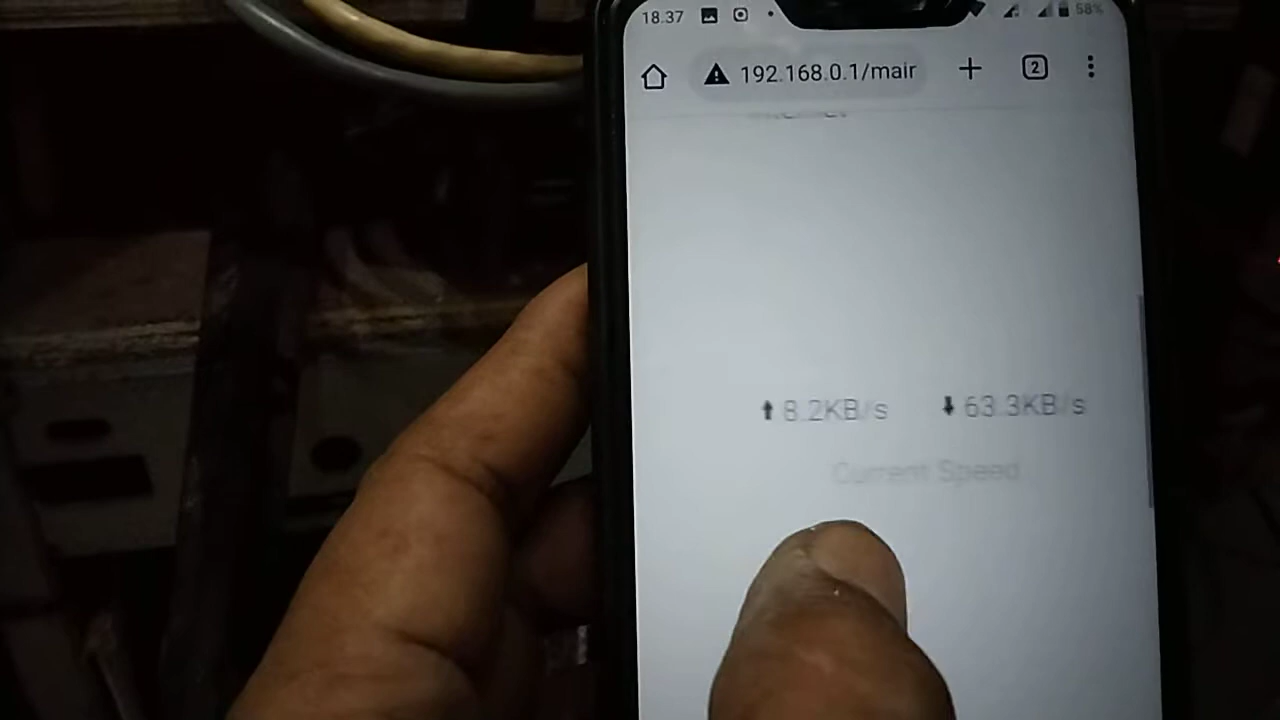 18.37 58%
192.168.0.1/mair 2
8.2KB/s 63.3KB/s
Current Speed